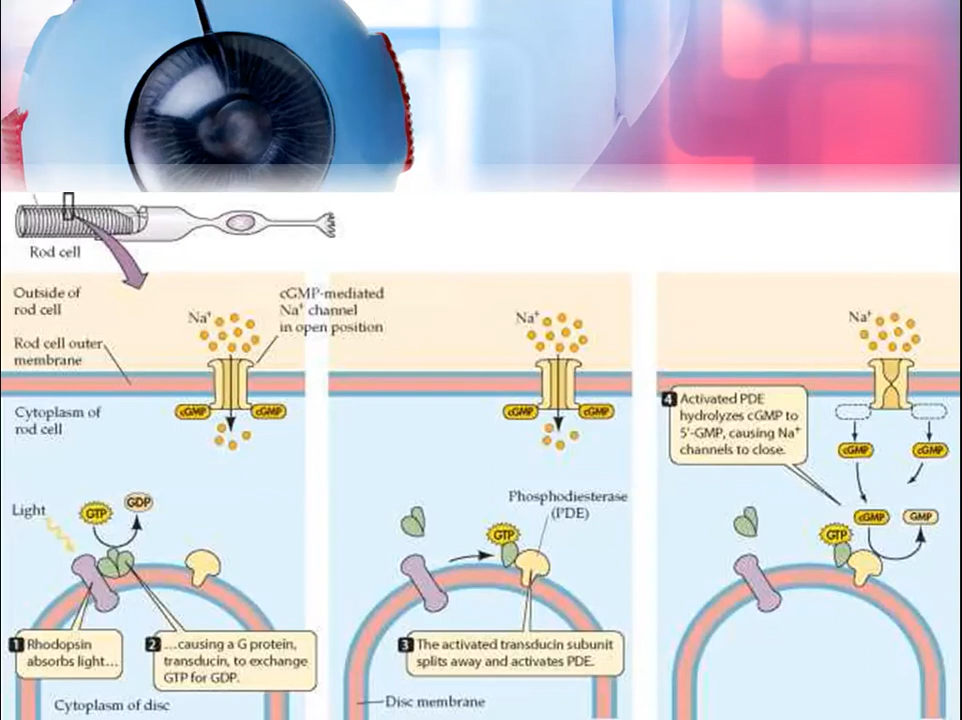 Rod cell
Outside of
rod cell
Na+
cGMP-mediated
Na+ channel
in open position
Rod cell outer
membrane
cGMP
cGMP
Cytoplasm of
rod cell
Light
GTP
GDP
1 Rhodopsin
absorbs light...
2 ...causing a G protein,
transducin, to exchange
GTP for GDP.
Cytoplasm of disc
Na+
cGMP
cGMP
Phosphodiesterase
(PDE)
GTP
3 The activated transducin subunit
splits away and activates PDE.
Disc membrane
Na+
4 Activated PDE
hydrolyzes cGMP to
5'-GMP, causing Na+
channels to close.
cGMP
cGMP
GTP
cGMP
GMP